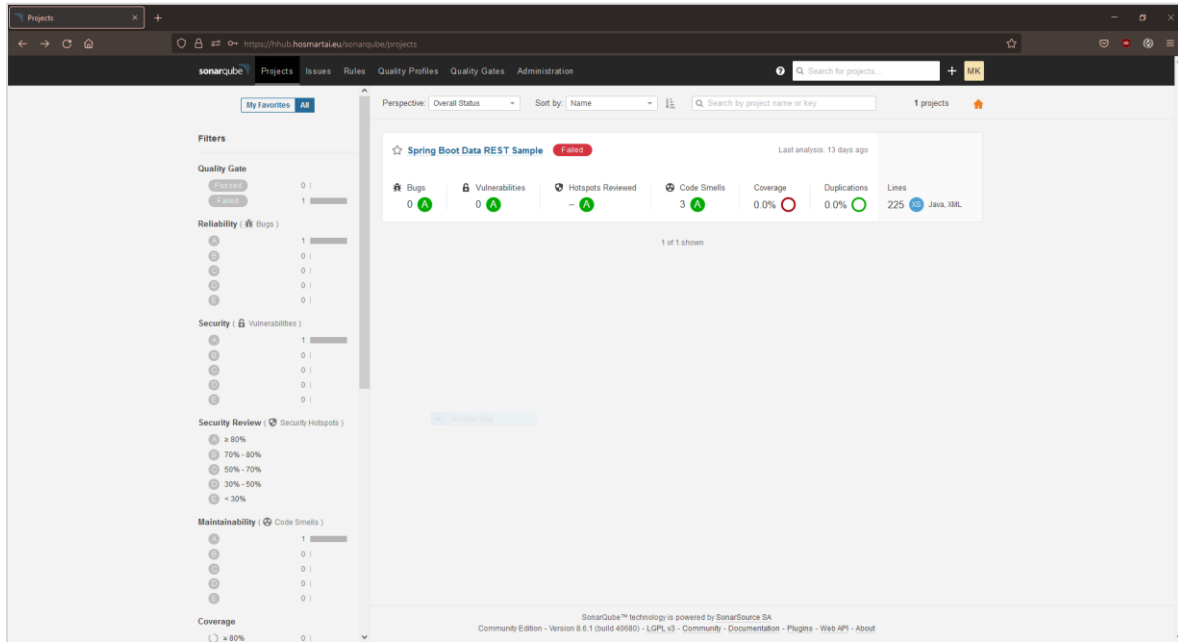 Projects
https://hhub.hosmartai.eu/sonarqube/projects
sonarqube Projects Issues Rules Quality Profiles Quality Gates Administration Search for projects... MK
My Favorites All
Perspective: Overall Status Sort by: Name Search by project name or key 1 projects
Filters
Spring Boot Data REST Sample Failed Last analysis: 13 days ago
Bugs Vulnerabilities Hotspots Reviewed Code Smells Coverage Duplications Lines
0 A 0 A – A 3 A 0.0% 0.0% 225 XS Java, XML
1 of 1 shown
Quality Gate
Passed 0
Failed 1
Reliability ( Bugs )
A 1
B 0
C 0
D 0
E 0
Security ( Vulnerabilities )
A 1
B 0
C 0
D 0
E 0
Security Review ( Security Hotspots )
A ≥ 80%
B 70% - 80%
C 50% - 70%
D 30% - 50%
E < 30%
Maintainability ( Code Smells )
A 1
B 0
C 0
D 0
E 0
Coverage
≥ 80% 0
SonarQube™ technology is powered by SonarSource SA
Community Edition - Version 8.6.1 (build 40680) - LGPL v3 - Community - Documentation - Plugins - Web API - About